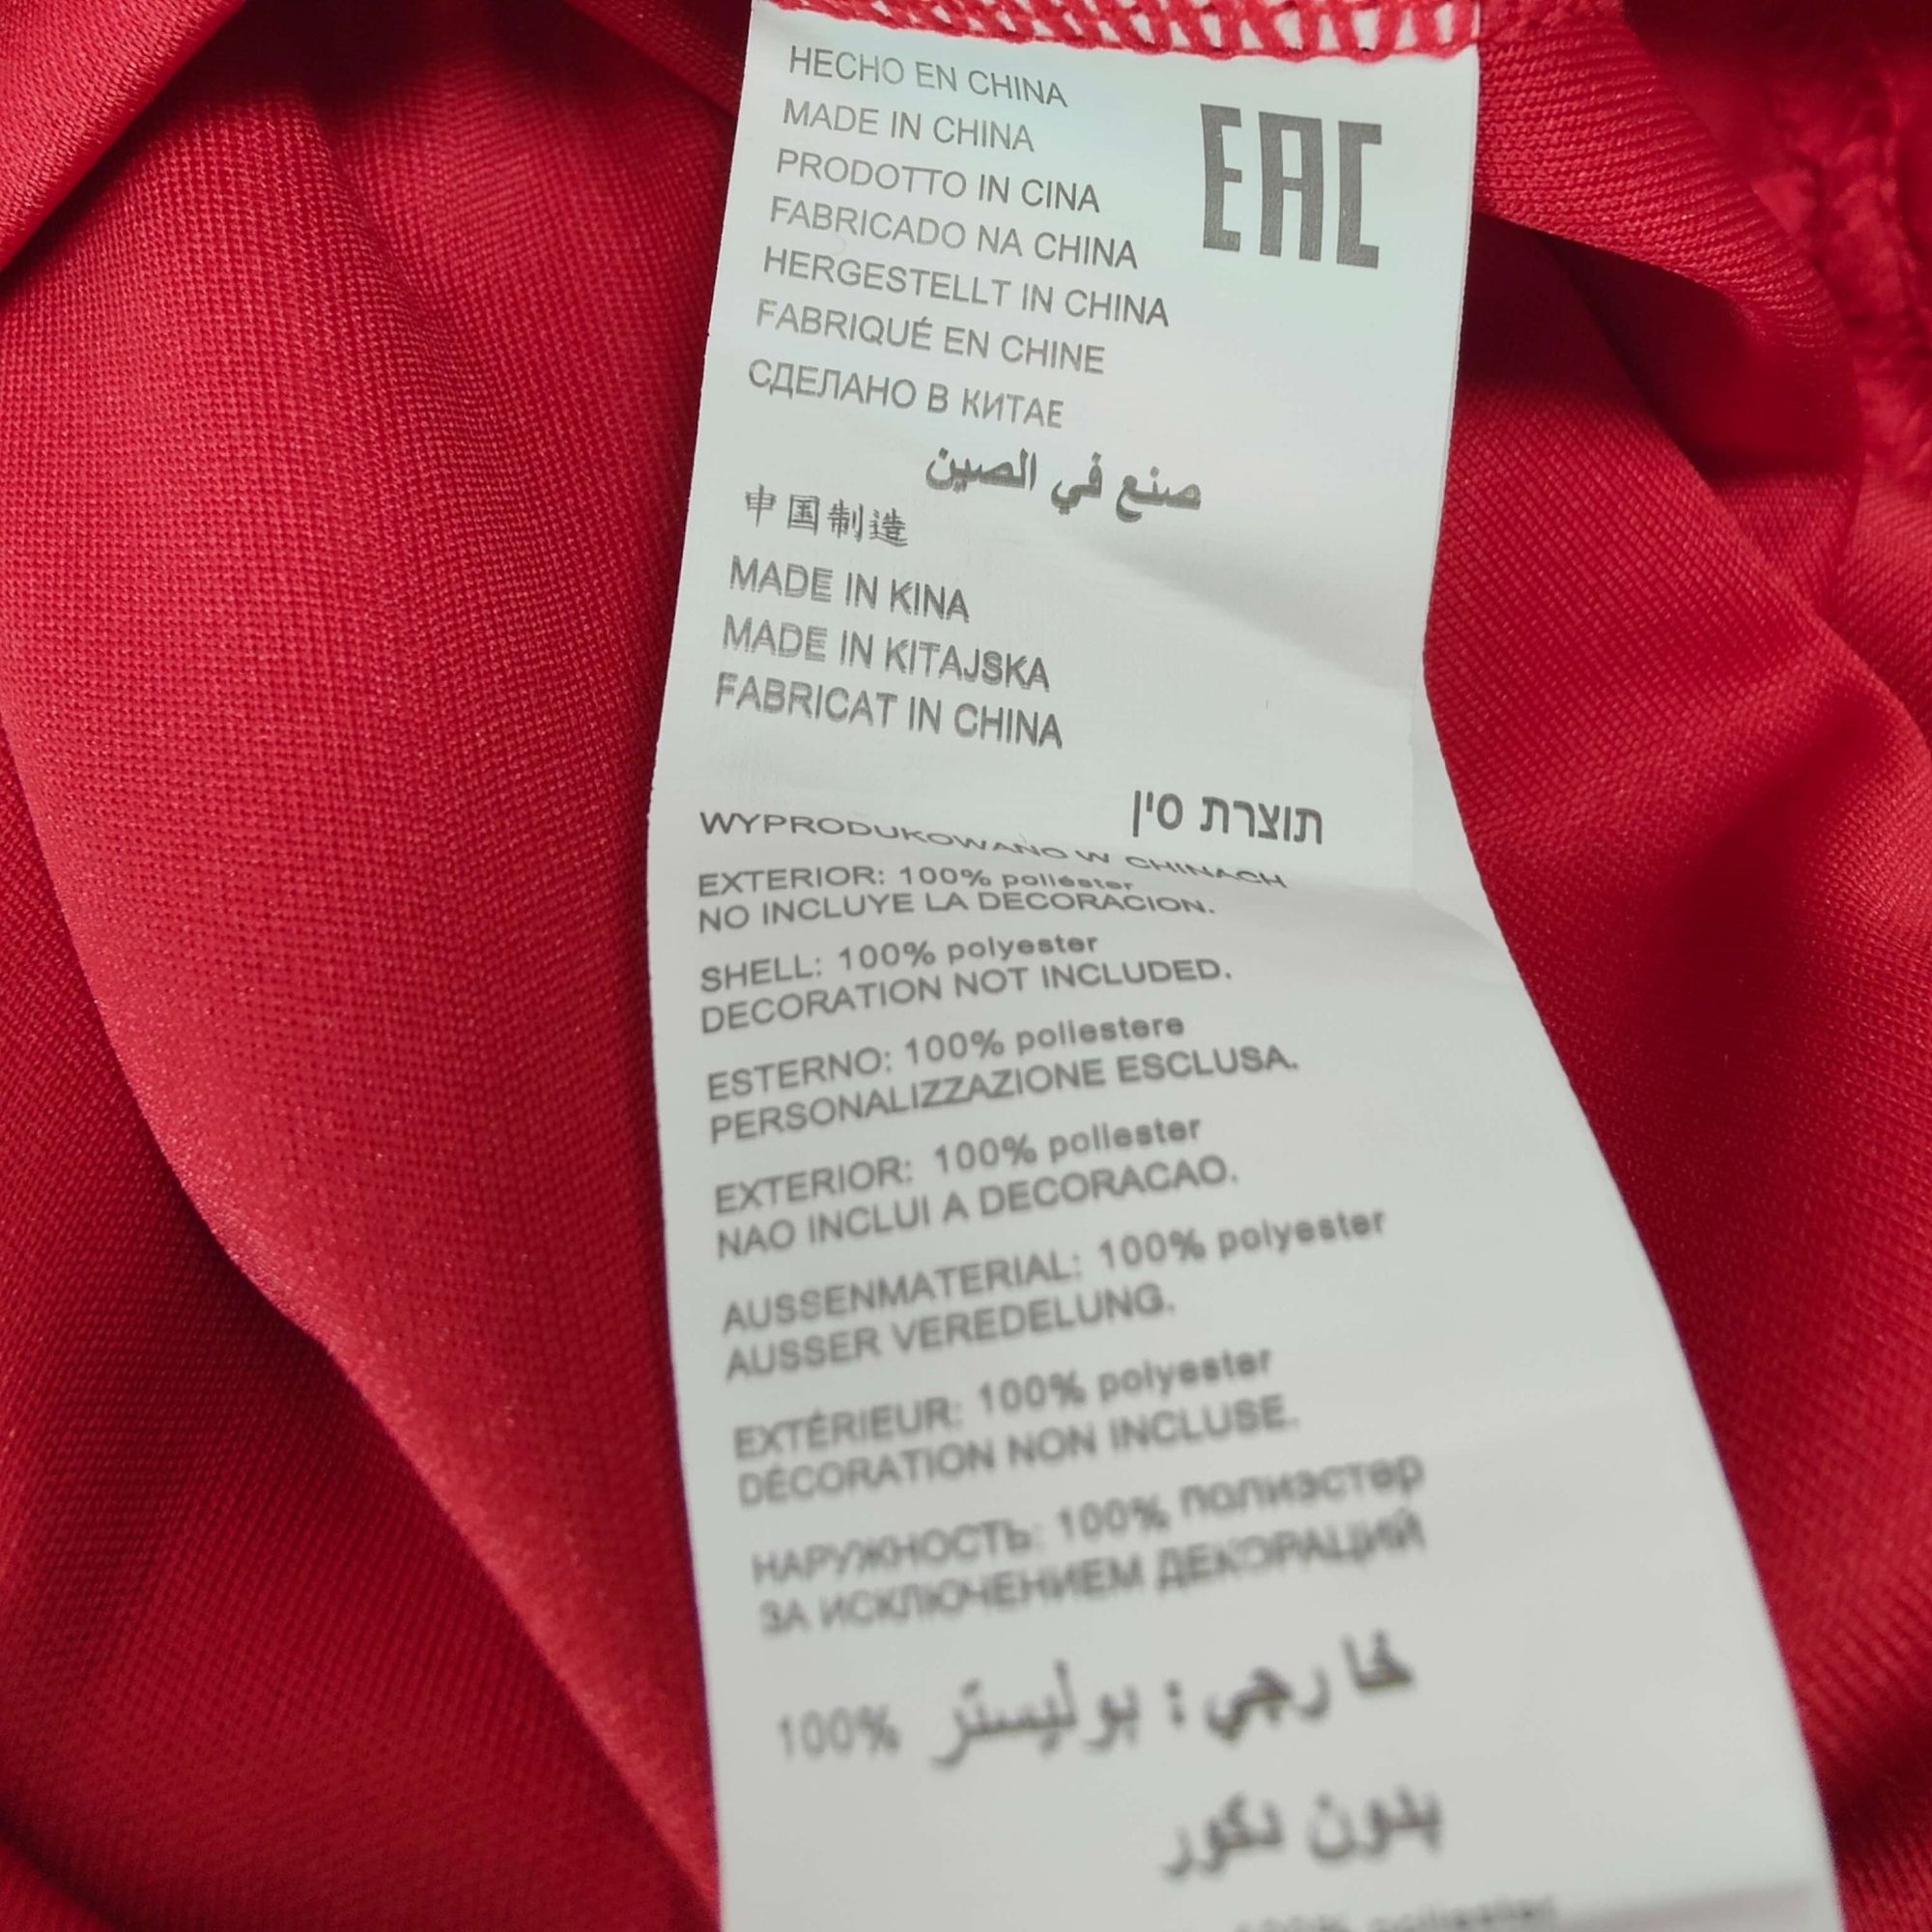 HECHO EN CHINA
EAC
MADE IN CHINA
PRODOTTO IN CINA
FABRICADO NA CHINA
HERGESTELLT IN CHINA
FABRIQUÉ EN CHINE
СДЕЛАНО В КИТАЕ
صنع في الصين
中国制造
MADE IN KINA
MADE IN KITAJSKA
FABRICAT IN CHINA
תוצרת סין
WYPRODUKOWANO W CHINACH
EXTERIOR: 100% poliéster
NO INCLUYE LA DECORACION.
SHELL: 100% polyester
DECORATION NOT INCLUDED.
ESTERNO: 100% poliestere
PERSONALIZZAZIONE ESCLUSA.
EXTERIOR: 100% poliester
NAO INCLUI A DECORACAO.
AUSSENMATERIAL: 100% polyester
AUSSER VEREDELUNG.
EXTÉRIEUR: 100% polyester
DÉCORATION NON INCLUSE.
НАРУЖНОСТЬ: 100% полиэстер
ЗА ИСКЛЮЧЕНИЕМ ДЕКОРАЦИЙ
خارجي : بوليستر 100%
بدون دكور
100%